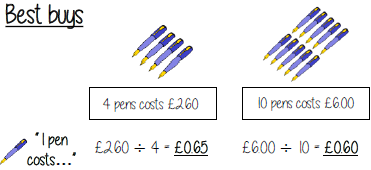 Best buys
4 pens costs £2.60
10 pens costs £6.00
"1 pen
costs..."
£2.60 ÷ 4 = £0.65
£6.00 ÷ 10 = £0.60